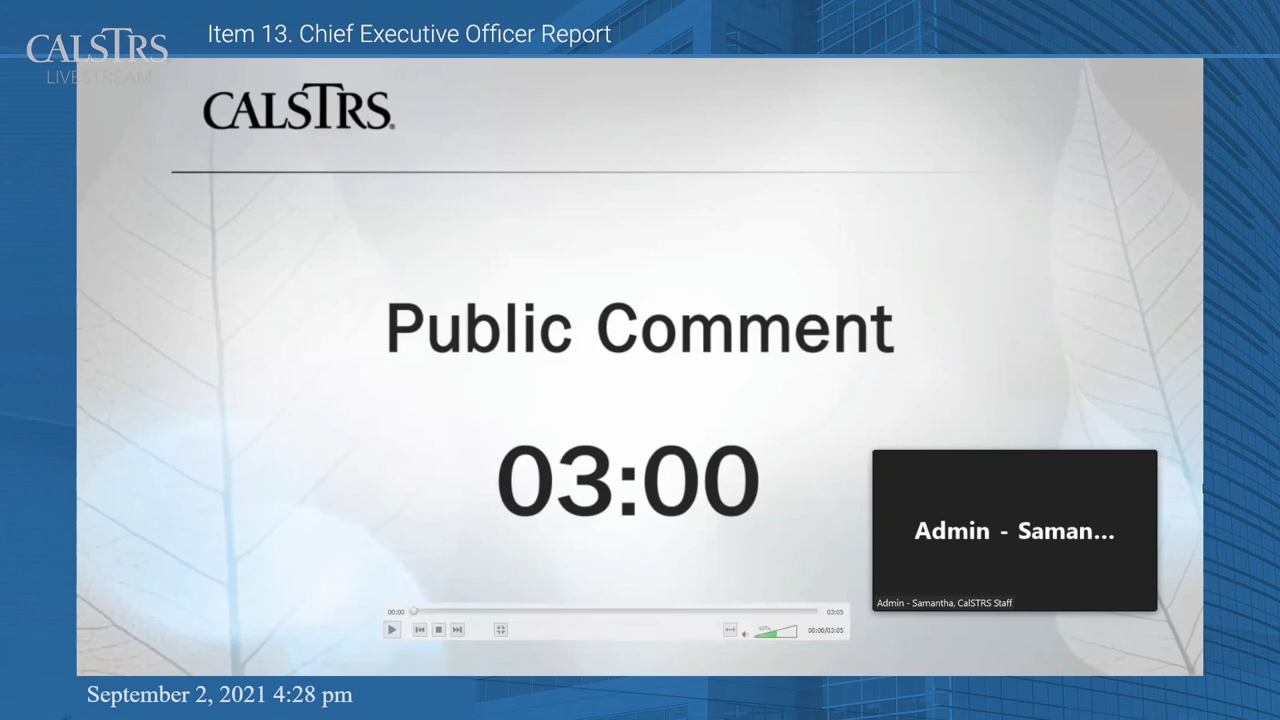 Item 13. Chief Executive Officer Report
CALSTRS
LIVESTREAM
CALSTRS®
Public Comment
03:00
Admin - Saman...
Admin - Samantha, CalSTRS Staff
00:00
03:05
65%
00:00/03:05
September 2, 2021 4:28 pm